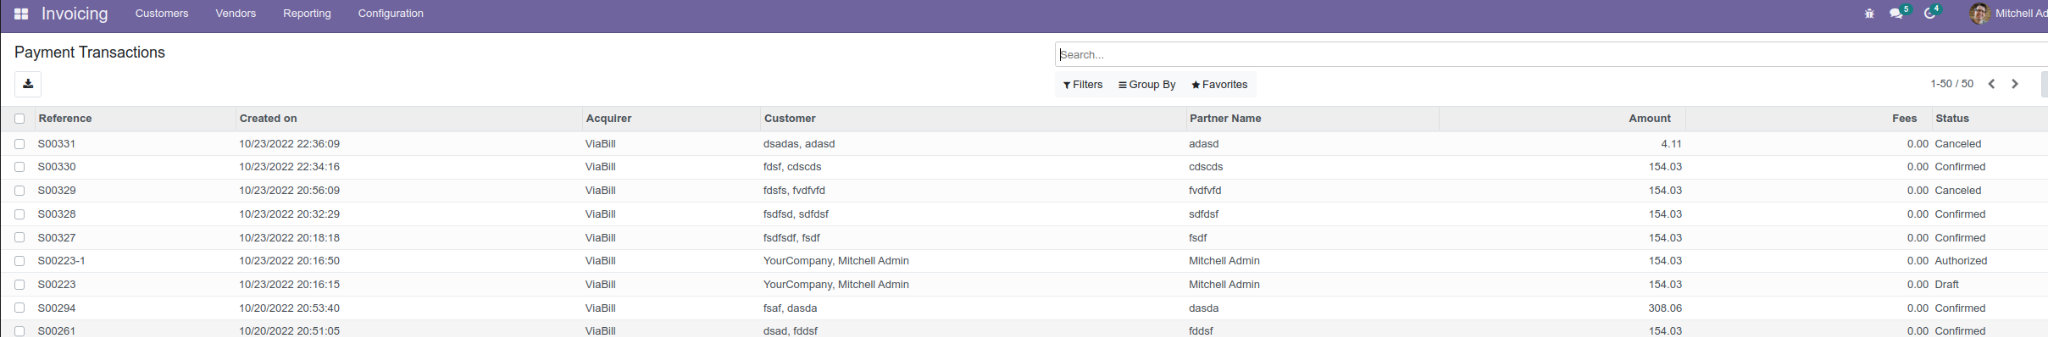 Invoicing Customers Vendors Reporting Configuration 5 4 Mitchell Ad
Payment Transactions Search...
Filters Group By Favorites 1-50 / 50
Reference Created on Acquirer Customer Partner Name Amount Fees Status
S00331 10/23/2022 22:36:09 ViaBill dsadas, adasd adasd 4.11 0.00 Canceled
S00330 10/23/2022 22:34:16 ViaBill fdsf, cdscds cdscds 154.03 0.00 Confirmed
S00329 10/23/2022 20:56:09 ViaBill fdsfs, fvdfvfd fvdfvfd 154.03 0.00 Canceled
S00328 10/23/2022 20:32:29 ViaBill fsdfsd, sdfdsf sdfdsf 154.03 0.00 Confirmed
S00327 10/23/2022 20:18:18 ViaBill fsdfsdf, fsdf fsdf 154.03 0.00 Confirmed
S00223-1 10/23/2022 20:16:50 ViaBill YourCompany, Mitchell Admin Mitchell Admin 154.03 0.00 Authorized
S00223 10/23/2022 20:16:15 ViaBill YourCompany, Mitchell Admin Mitchell Admin 154.03 0.00 Draft
S00294 10/20/2022 20:53:40 ViaBill fsaf, dasda dasda 308.06 0.00 Confirmed
S00261 10/20/2022 20:51:05 ViaBill dsad, fddsf fddsf 154.03 0.00 Confirmed